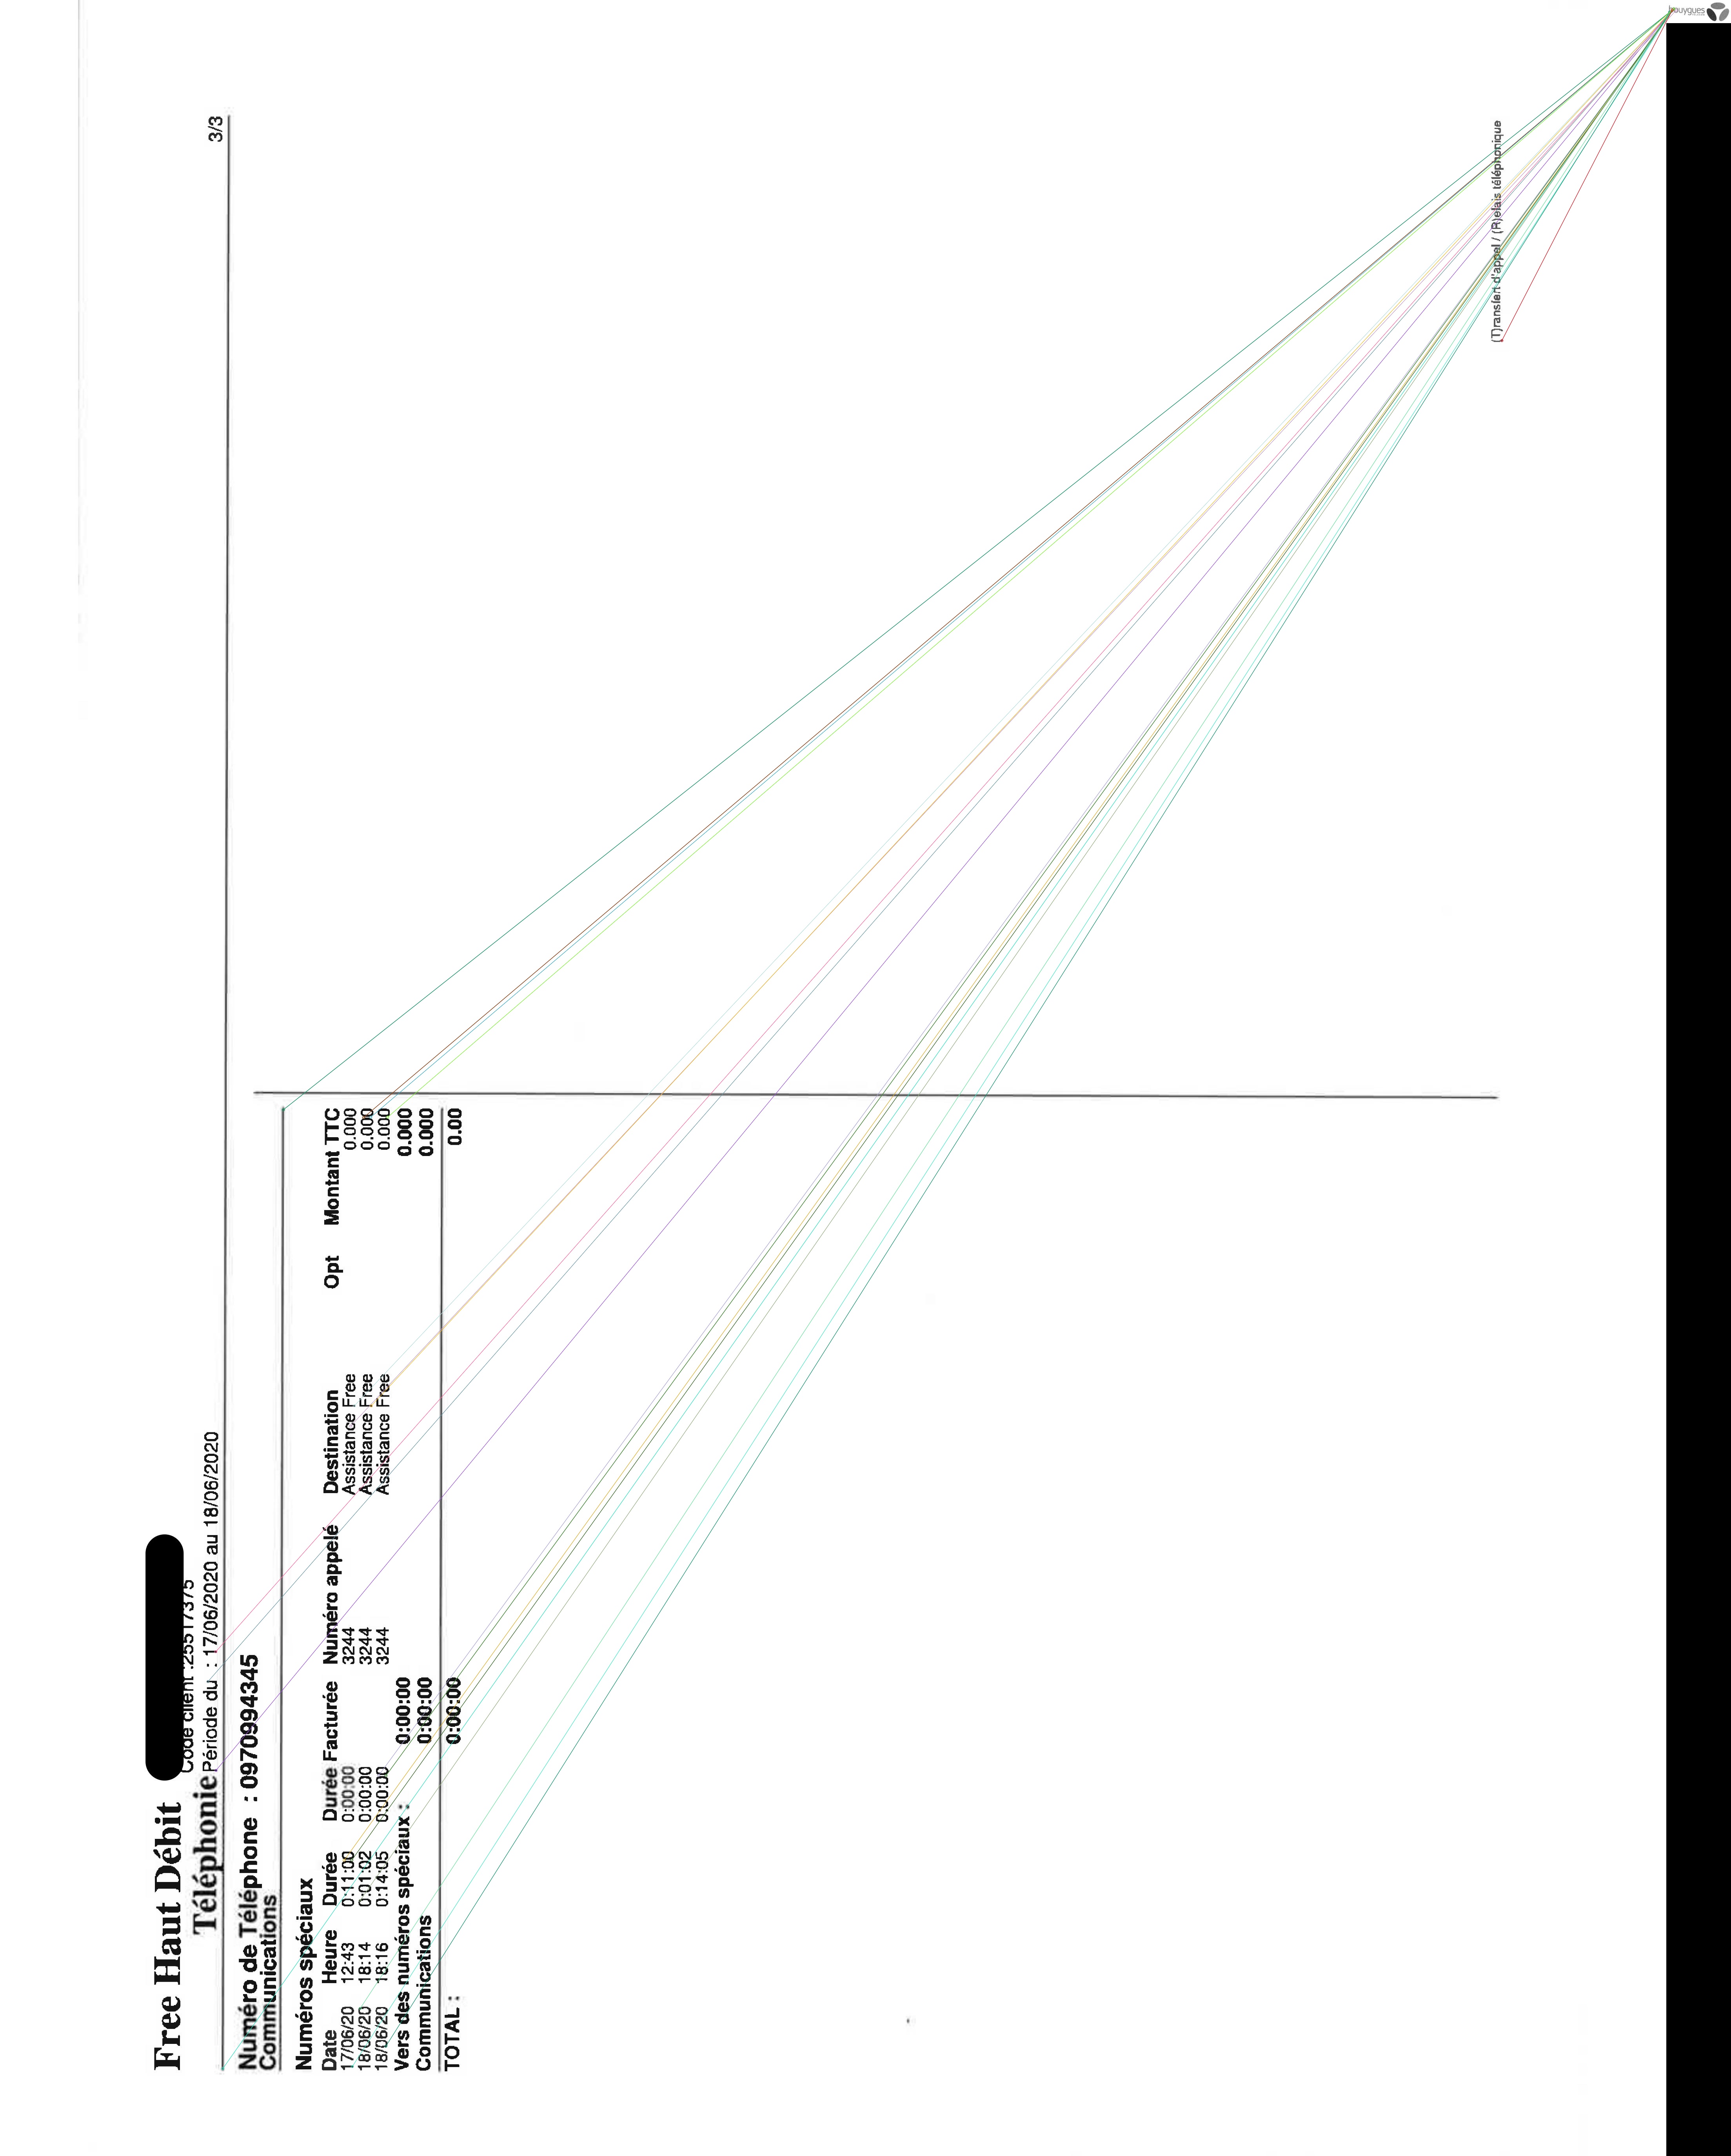 3/3
Free Haut Débit
Code client :25517375
Téléphonie
Période du : 17/06/2020 au 18/06/2020
Numéro de Téléphone : 0970994345
Communications
Numéros spéciaux
Date Heure Durée Durée Facturée Numéro appelé Destination Opt Montant TTC
17/06/20 12:43 0:11:00 0:00:00 3244 Assistance Free 0.000
18/06/20 18:14 0:01:02 0:00:00 3244 Assistance Free 0.000
18/06/20 18:16 0:14:05 0:00:00 3244 Assistance Free 0.000
Vers des numéros spéciaux : 0:00:00 0.000
Communications 0:00:00 0.000
TOTAL : 0:00:00 0.00
(T)ransfert d'appel / (R)elais téléphonique
bouygues